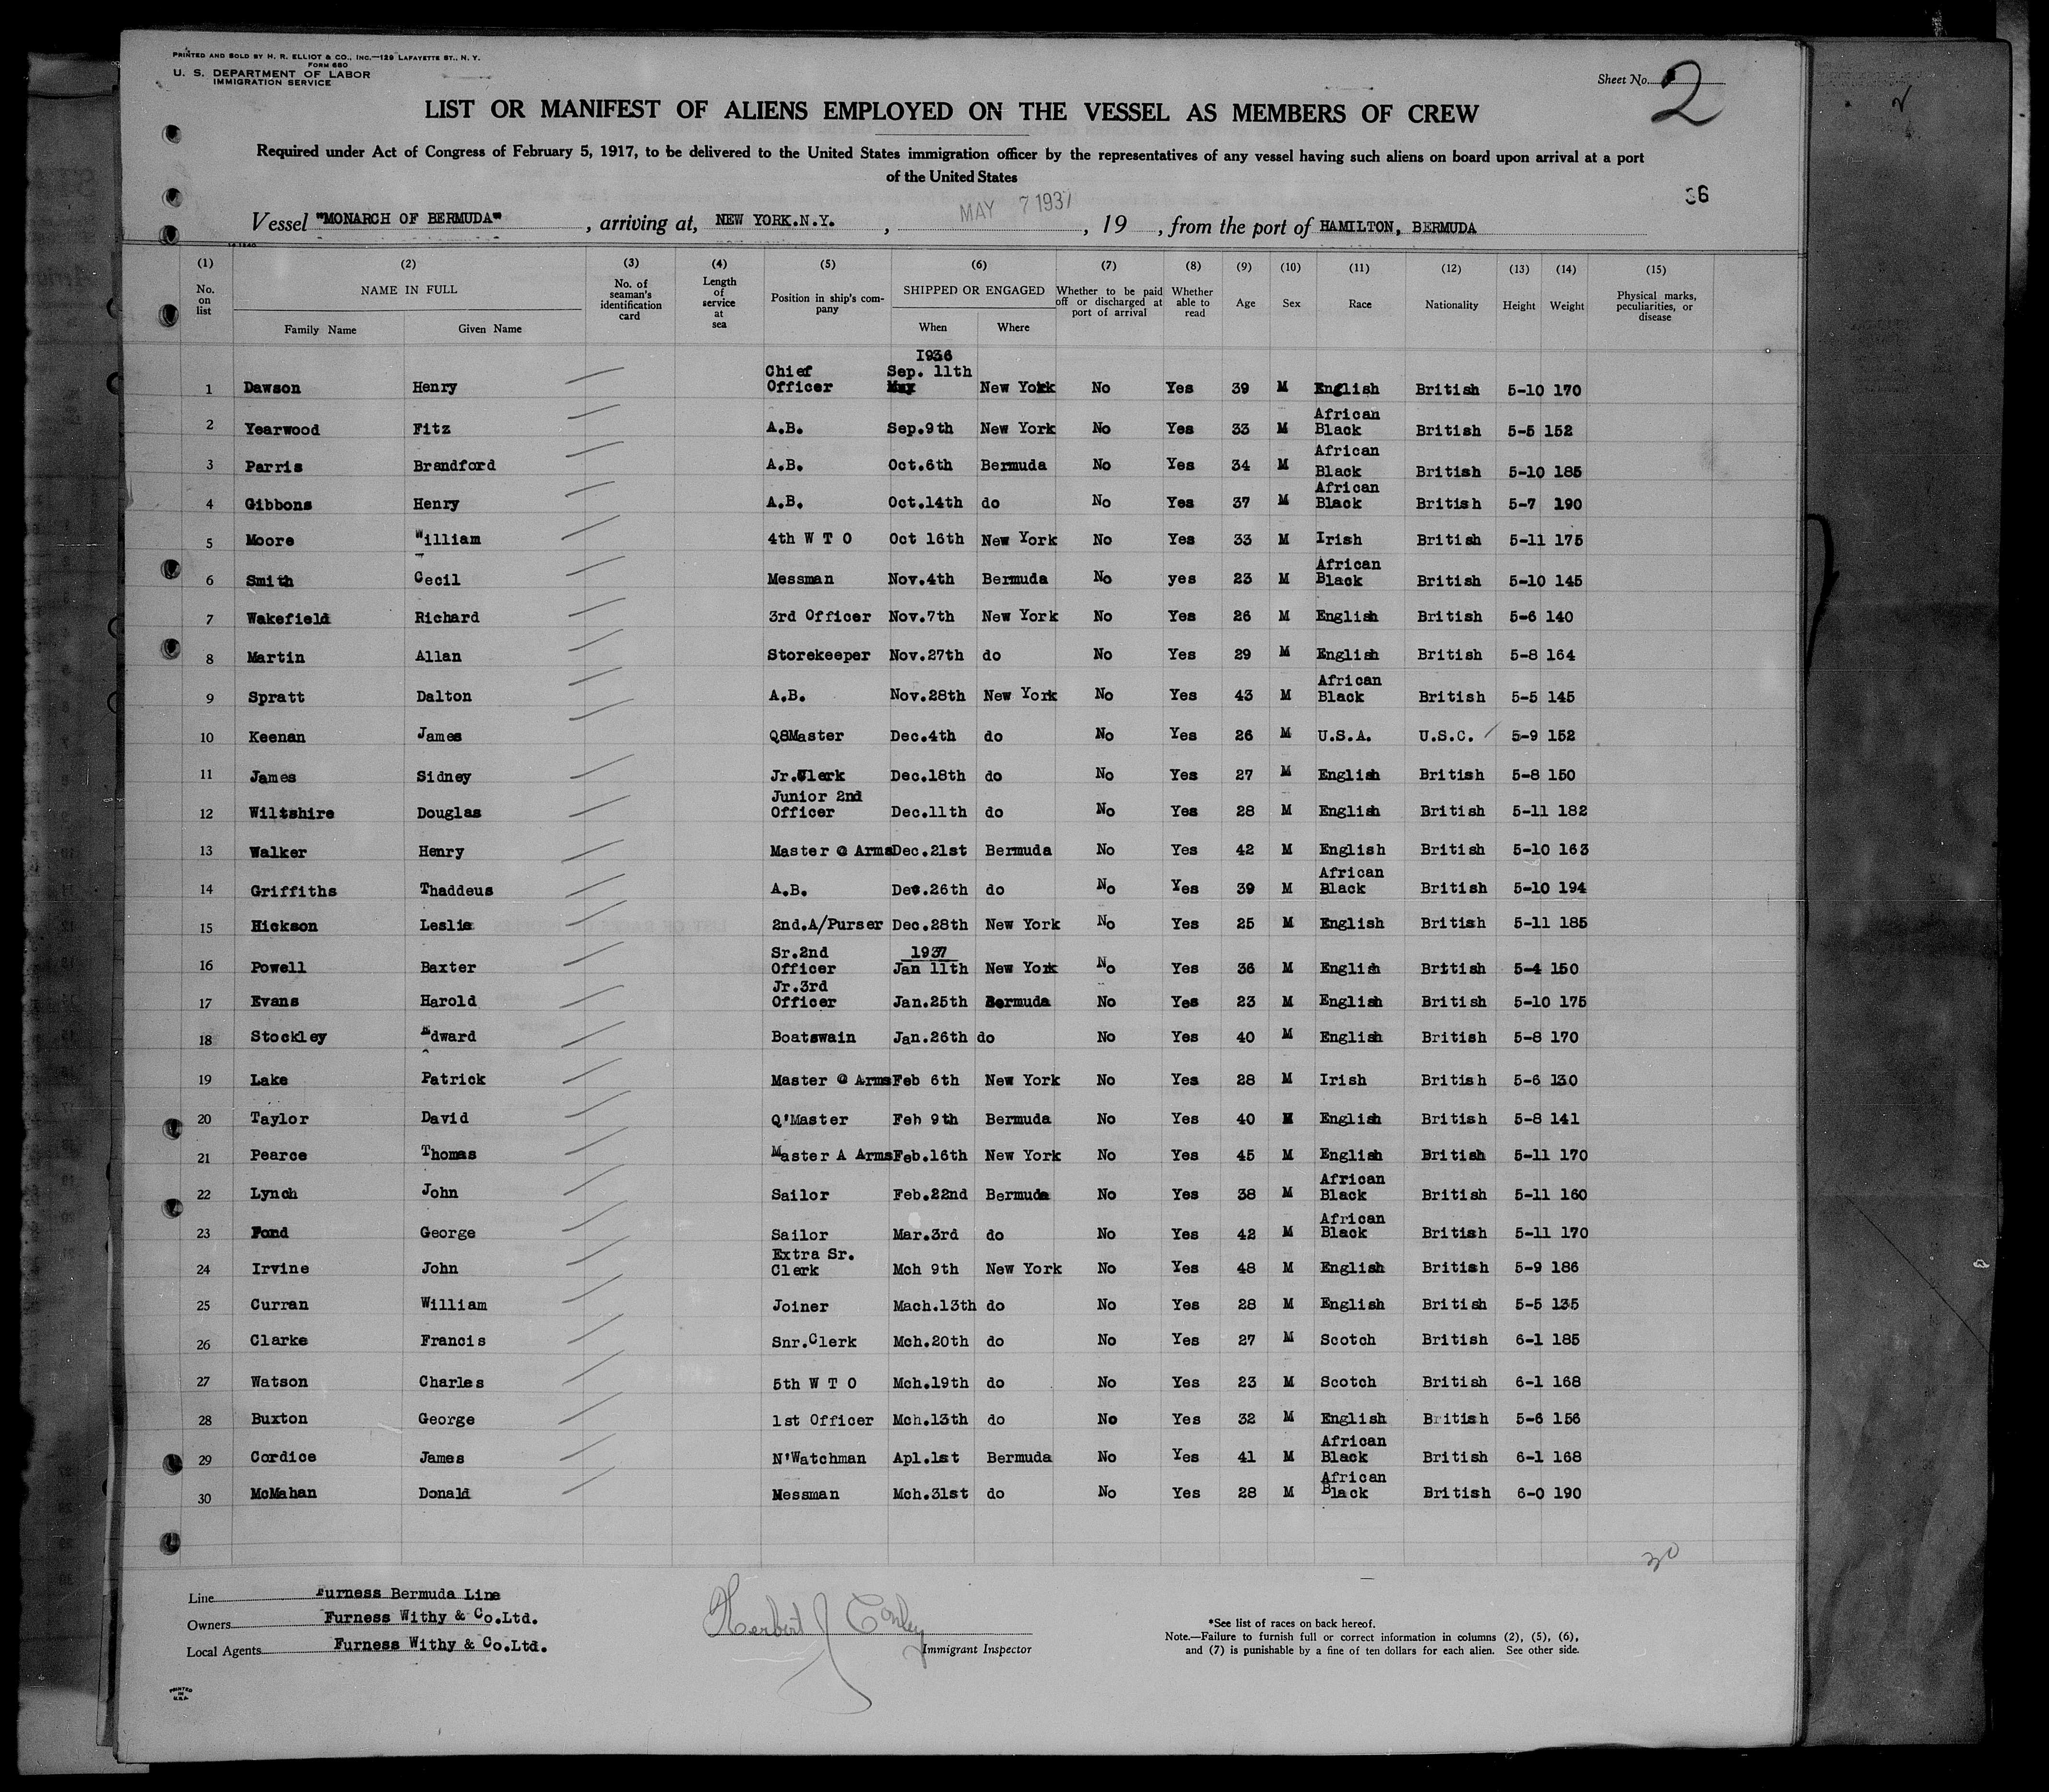 PRINTED AND SOLD BY H. R. ELLIOT & CO., INC.—129 LAFAYETTE ST., N. Y.
FORM 680
U. S. DEPARTMENT OF LABOR
IMMIGRATION SERVICE
Sheet No. 2
LIST OR MANIFEST OF ALIENS EMPLOYED ON THE VESSEL AS MEMBERS OF CREW
Required under Act of Congress of February 5, 1917, to be delivered to the United States immigration officer by the representatives of any vessel having such aliens on board upon arrival at a port
of the United States
36
Vessel "MONARCH OF BERMUDA", arriving at, NEW YORK.N.Y., MAY 7 1937, 19 , from the port of HAMILTON, BERMUDA
(1) (2) (3) (4) (5) (6) (7) (8) (9) (10) (11) (12) (13) (14) (15)
No. on list NAME IN FULL Family Name Given Name No. of seaman's identification card Length of service at sea Position in ship's company SHIPPED OR ENGAGED When Where Whether to be paid off or discharged at port of arrival Whether able to read Age Sex Race Nationality Height Weight Physical marks, peculiarities, or disease
1936
1 Dawson Henry Chief Officer Sep. 11th New York No Yes 39 M English British 5-10 170
2 Yearwood Fitz A.B. Sep.9th New York No Yes 33 M African Black British 5-5 152
3 Parris Brandford A.B. Oct.6th Bermuda No Yes 34 M African Black British 5-10 185
4 Gibbons Henry A.B. Oct.14th do No Yes 37 M African Black British 5-7 190
5 Moore William 4th W T O Oct 16th New York No Yes 33 M Irish British 5-11 175
6 Smith Cecil Messman Nov.4th Bermuda No yes 23 M African Black British 5-10 145
7 Wakefield Richard 3rd Officer Nov.7th New York No Yes 26 M English British 5-6 140
8 Martin Allan Storekeeper Nov.27th do No Yes 29 M English British 5-8 164
9 Spratt Dalton A.B. Nov.28th New York No Yes 43 M African Black British 5-5 145
10 Keenan James Q8Master Dec.4th do No Yes 26 M U.S.A. U.S.C. 5-9 152
11 James Sidney Jr.Clerk Dec.18th do No Yes 27 M English British 5-8 150
12 Wiltshire Douglas Junior 2nd Officer Dec.11th do No Yes 28 M English British 5-11 182
13 Walker Henry Master @ Arms Dec.21st Bermuda No Yes 42 M English British 5-10 163
14 Griffiths Thaddeus A.B. Dec.26th do No Yes 39 M African Black British 5-10 194
15 Hickson Leslie 2nd.A/Purser Dec.28th New York No Yes 25 M English British 5-11 185
1937
16 Powell Baxter Sr.2nd Officer Jan 11th New York No Yes 36 M English British 5-4 150
17 Evans Harold Jr.3rd Officer Jan.25th Bermuda No Yes 23 M English British 5-10 175
18 Stockley Edward Boatswain Jan.26th do No Yes 40 M English British 5-8 170
19 Lake Patrick Master @ Arms Feb 6th New York No Yes 28 M Irish British 5-6 130
20 Taylor David Q'Master Feh 9th Bermuda No Yes 40 M English British 5-8 141
21 Pearce Thomas Master A Arms Feb.16th New York No Yes 45 M English British 5-11 170
22 Lynch John Sailor Feb.22nd Bermuda No Yes 38 M African Black British 5-11 160
23 Fond George Sailor Mar.3rd do No Yes 42 M African Black British 5-11 170
24 Irvine John Extra Sr. Clerk Mch 9th New York No Yes 48 M English British 5-9 186
25 Curran William Joiner Mach.13th do No Yes 28 M English British 5-5 135
26 Clarke Francis Snr.Clerk Mch.20th do No Yes 27 M Scotch British 6-1 185
27 Watson Charles 5th W T O Mch.19th do No Yes 23 M Scotch British 6-1 168
28 Buxton George 1st Officer Mch.13th do No Yes 32 M English British 5-6 156
29 Cordice James N'Watchman Apl.1st Bermuda No Yes 41 M African Black British 6-1 168
30 McMahan Donald Messman Mch.31st do No Yes 28 M African Black British 6-0 190
30
Line Furness Bermuda Line
Owners Furness Withy & Co.Ltd.
Local Agents Furness Withy & Co.Ltd.
Herbert J Conley
Immigrant Inspector
*See list of races on back hereof.
Note.—Failure to furnish full or correct information in columns (2), (5), (6),
and (7) is punishable by a fine of ten dollars for each alien. See other side.
PRINTED IN U.S.A.